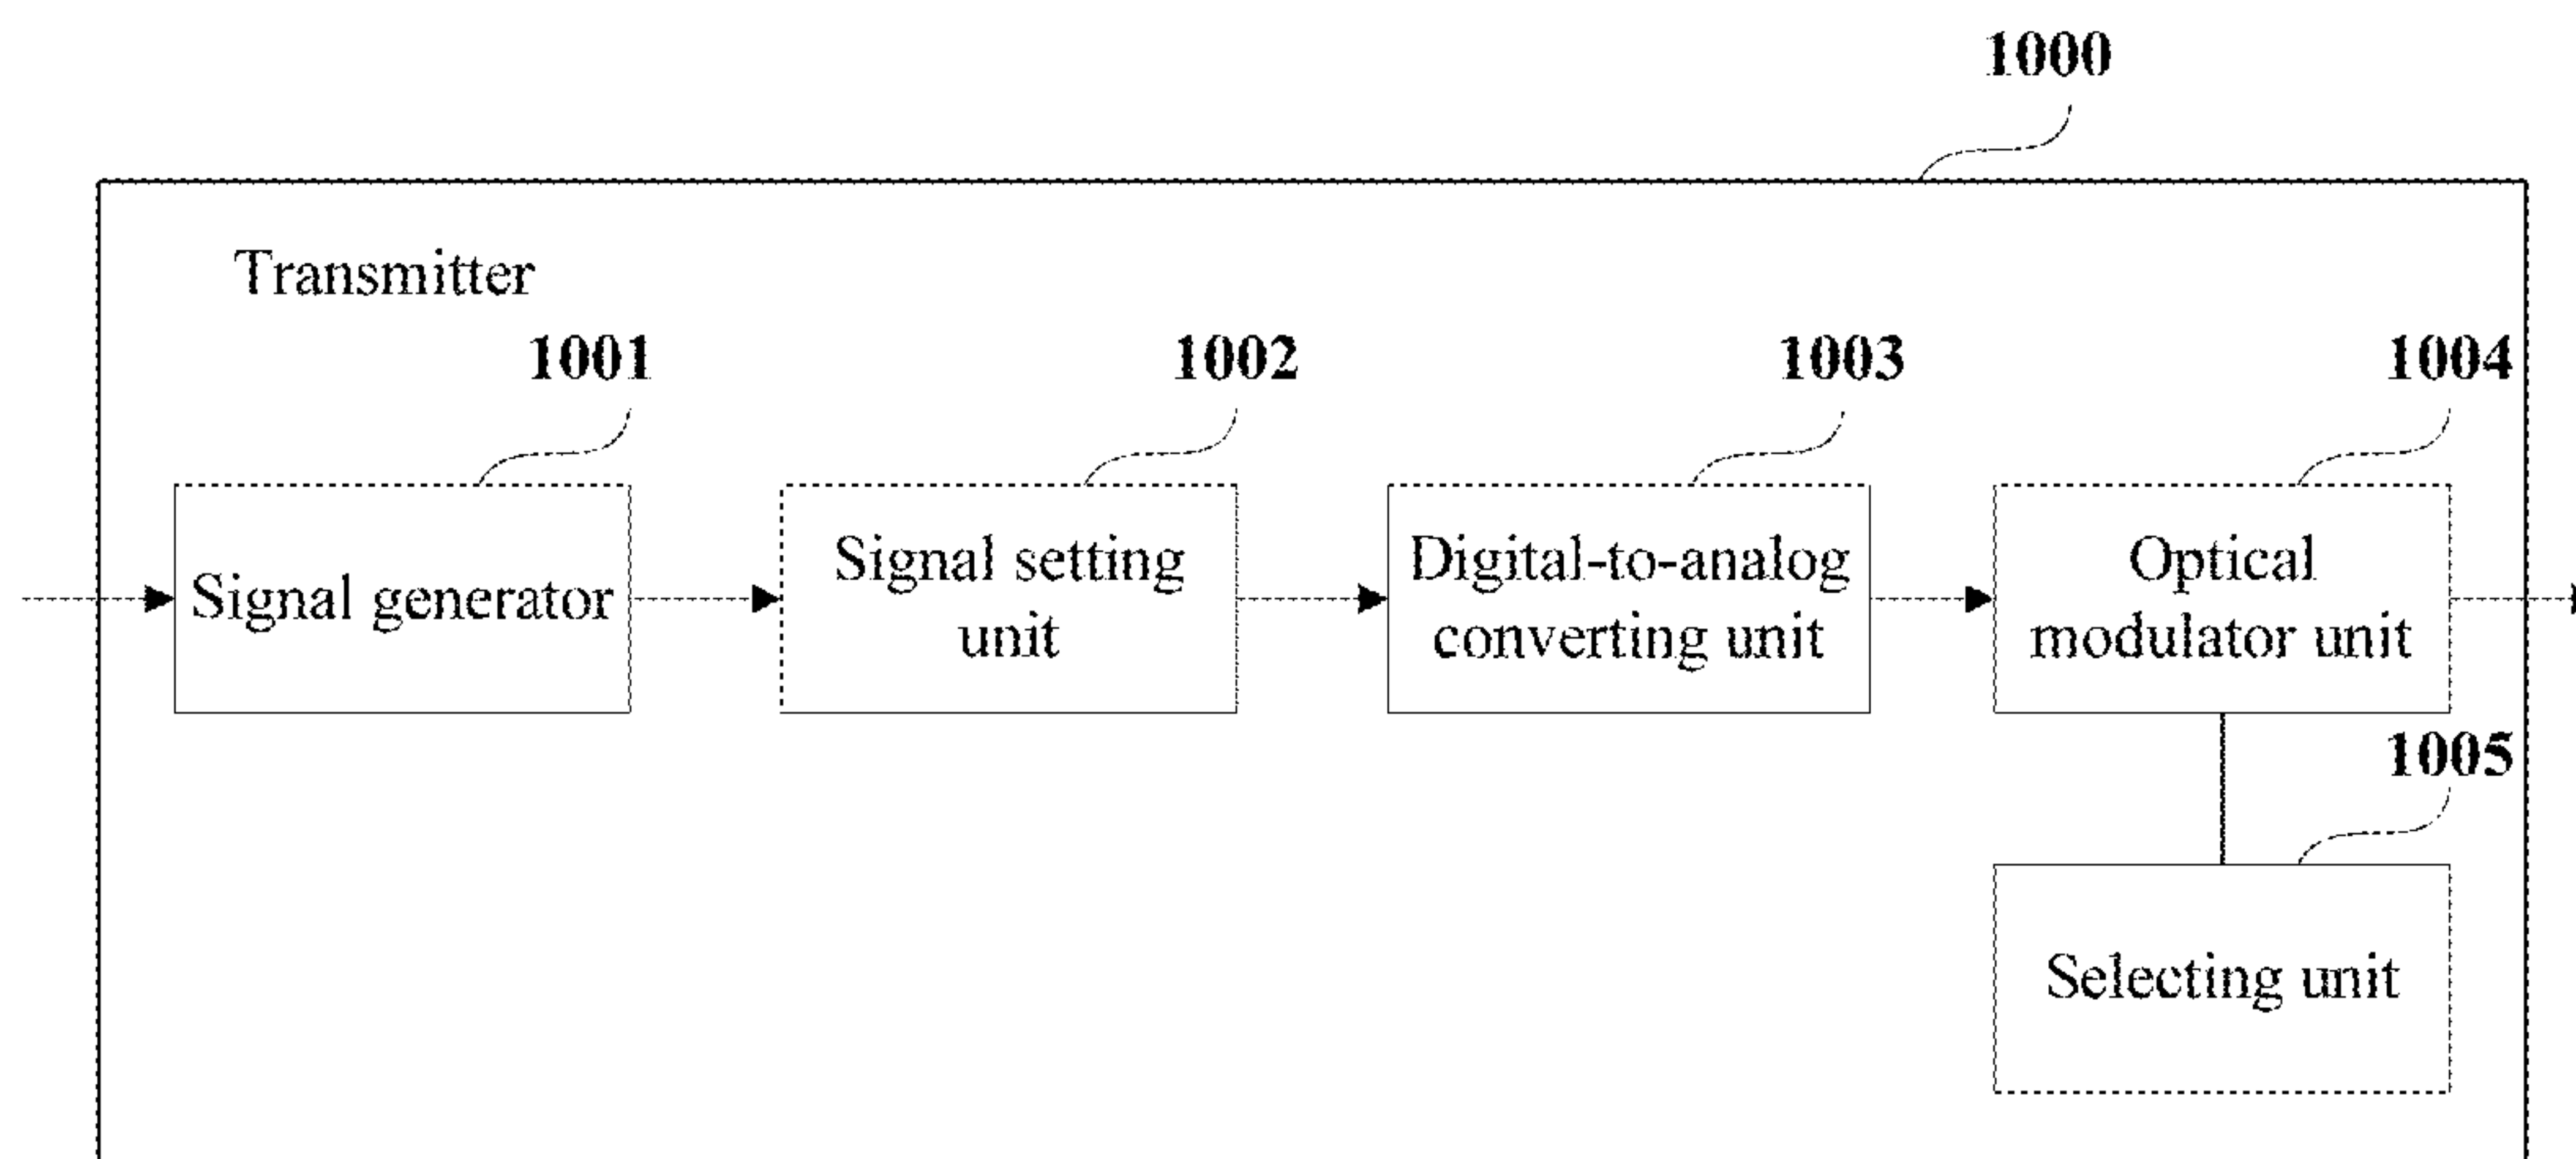 1000
Transmitter
1001
1002
1003
1004
Signal generator
Signal setting
unit
Digital-to-analog
converting unit
Optical
modulator unit
1005
Selecting unit